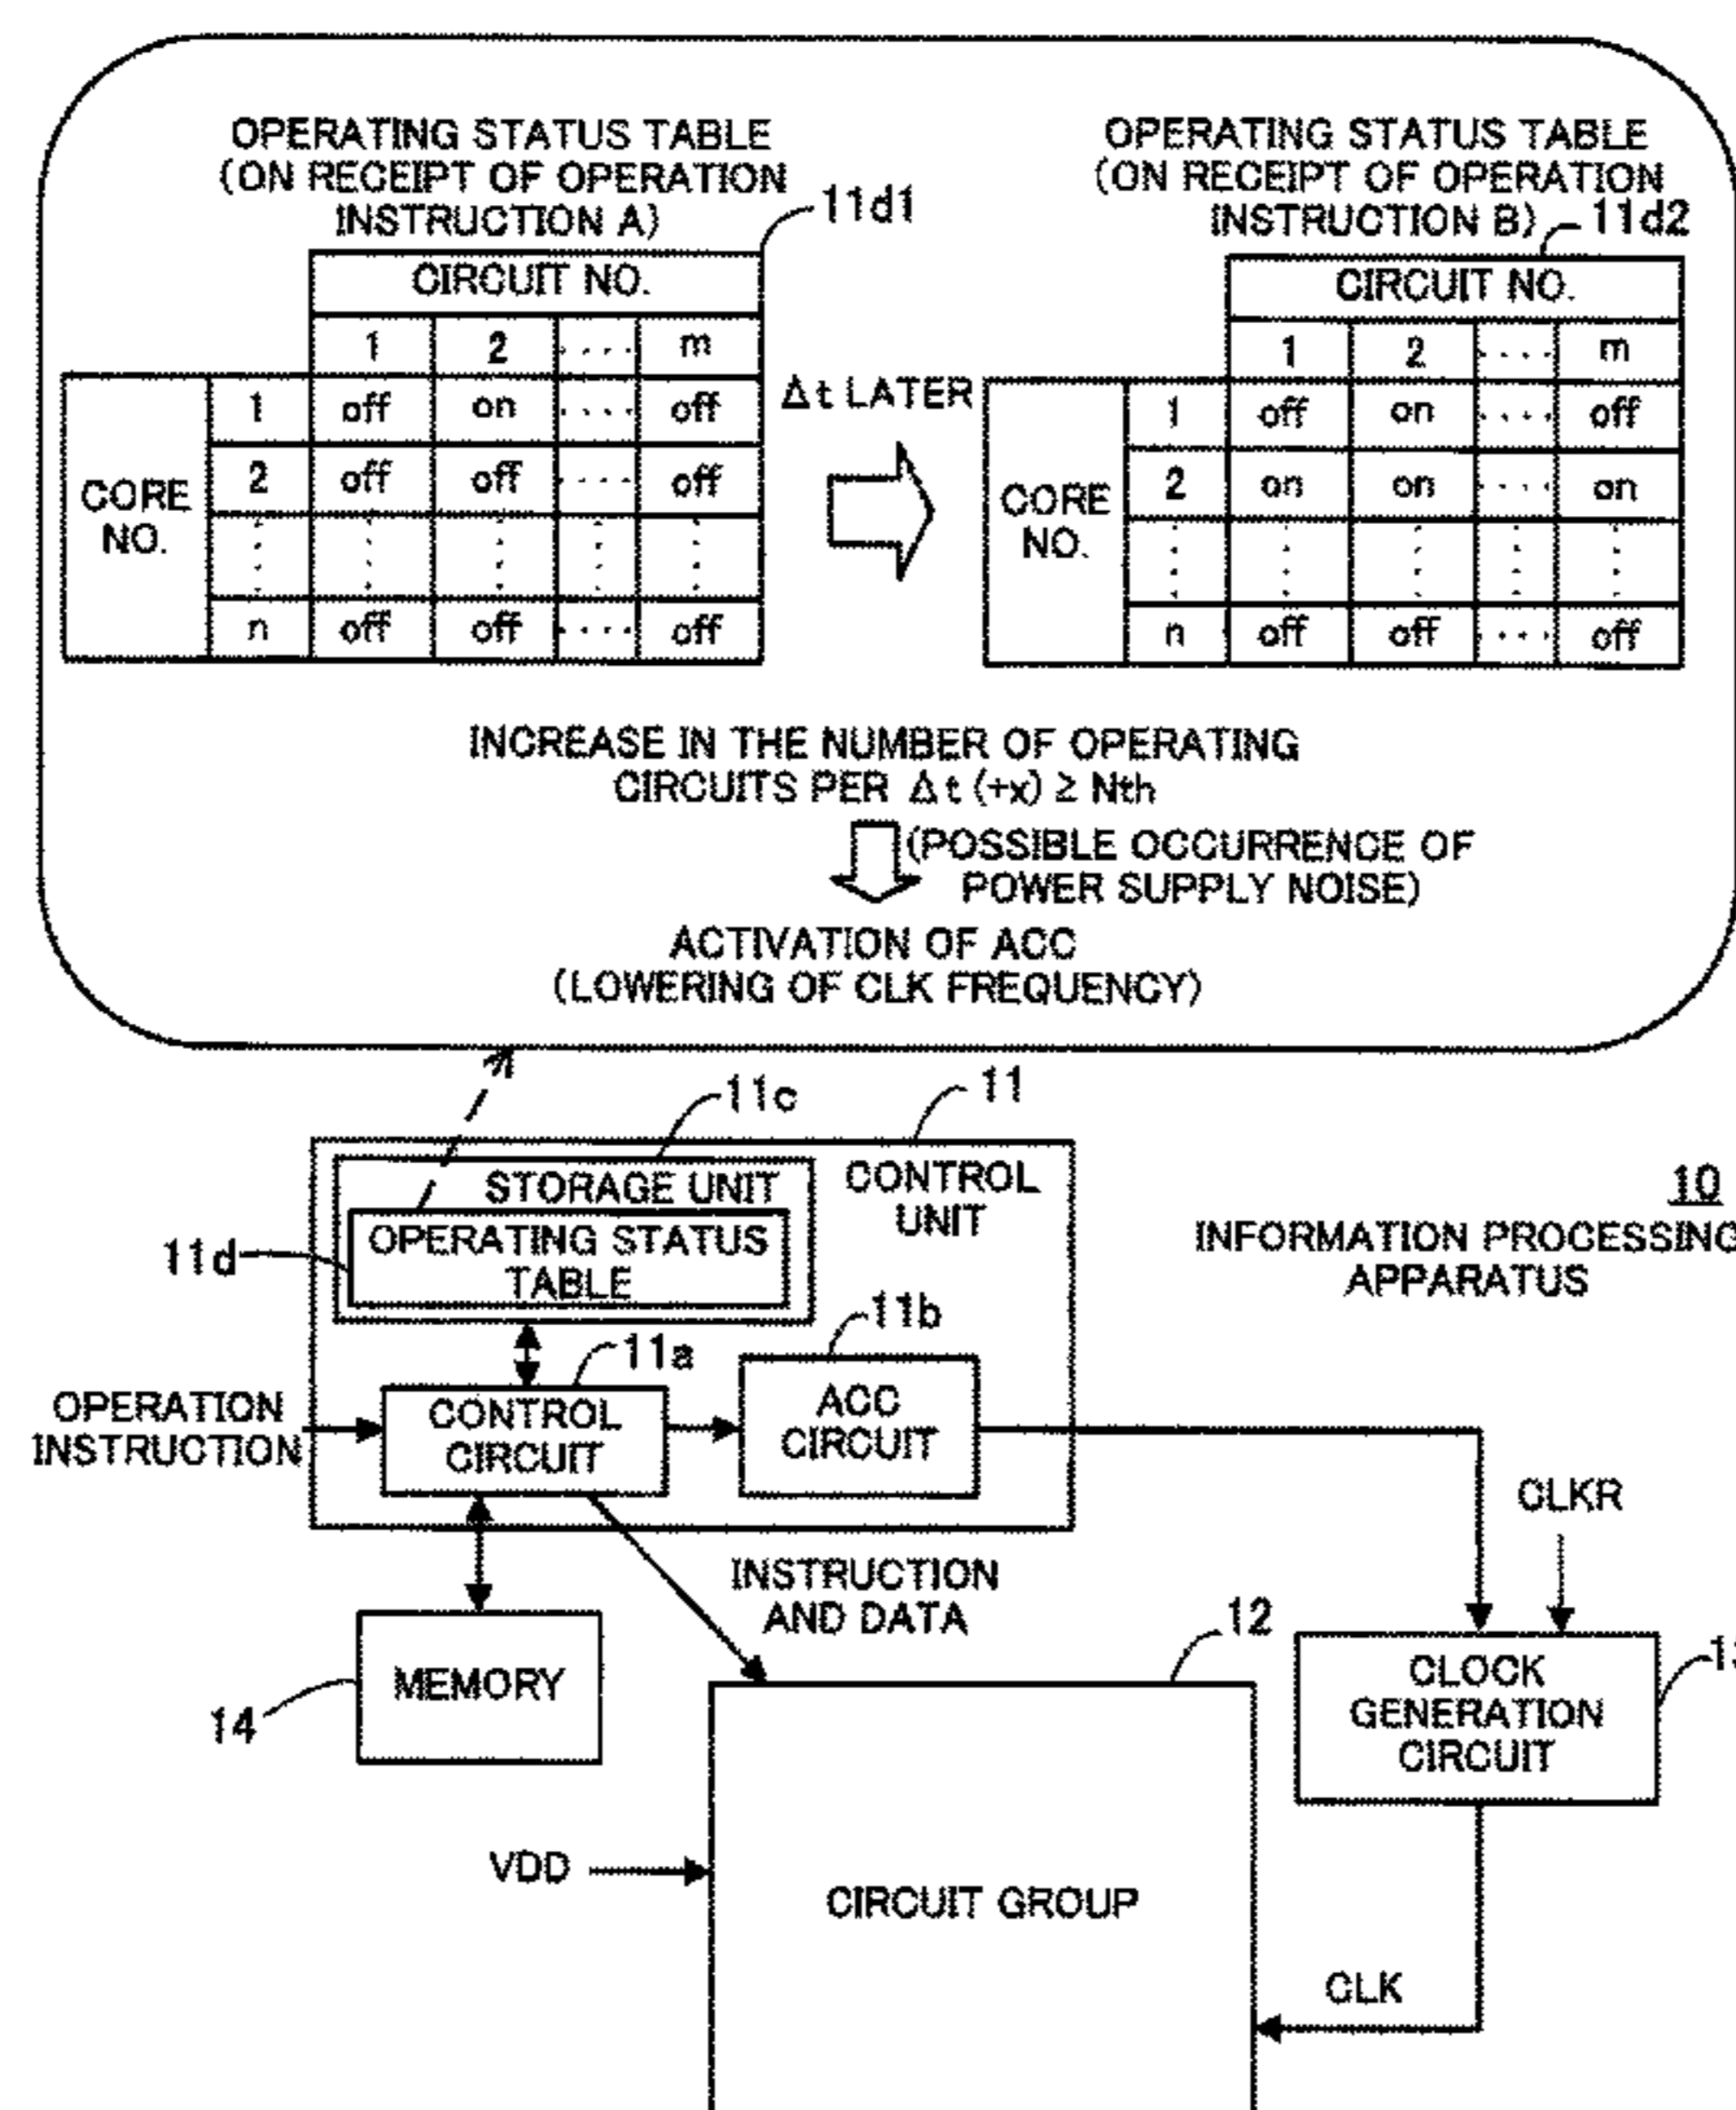 OPERATING STATUS TABLE
(ON RECEIPT OF OPERATION
INSTRUCTION A)
11d1
CIRCUIT NO.
1 2 .... m
CORE NO.
1 off on .... off
2 off off .... off
n off off .... off
Δt LATER
OPERATING STATUS TABLE
(ON RECEIPT OF OPERATION
INSTRUCTION B)
11d2
CIRCUIT NO.
1 2 .... m
CORE NO.
1 off on .... off
2 on on .... on
n off off .... off
INCREASE IN THE NUMBER OF OPERATING
CIRCUITS PER Δt (+x) ≥ Nth
(POSSIBLE OCCURRENCE OF
POWER SUPPLY NOISE)
ACTIVATION OF ACC
(LOWERING OF CLK FREQUENCY)
11c
11
STORAGE UNIT
CONTROL
UNIT
10
INFORMATION PROCESSING
APPARATUS
11d
OPERATING STATUS
TABLE
11b
11a
OPERATION
INSTRUCTION
CONTROL
CIRCUIT
ACC
CIRCUIT
CLKR
INSTRUCTION
AND DATA
12
MEMORY
14
CLOCK
GENERATION
CIRCUIT
VDD
CIRCUIT GROUP
CLK